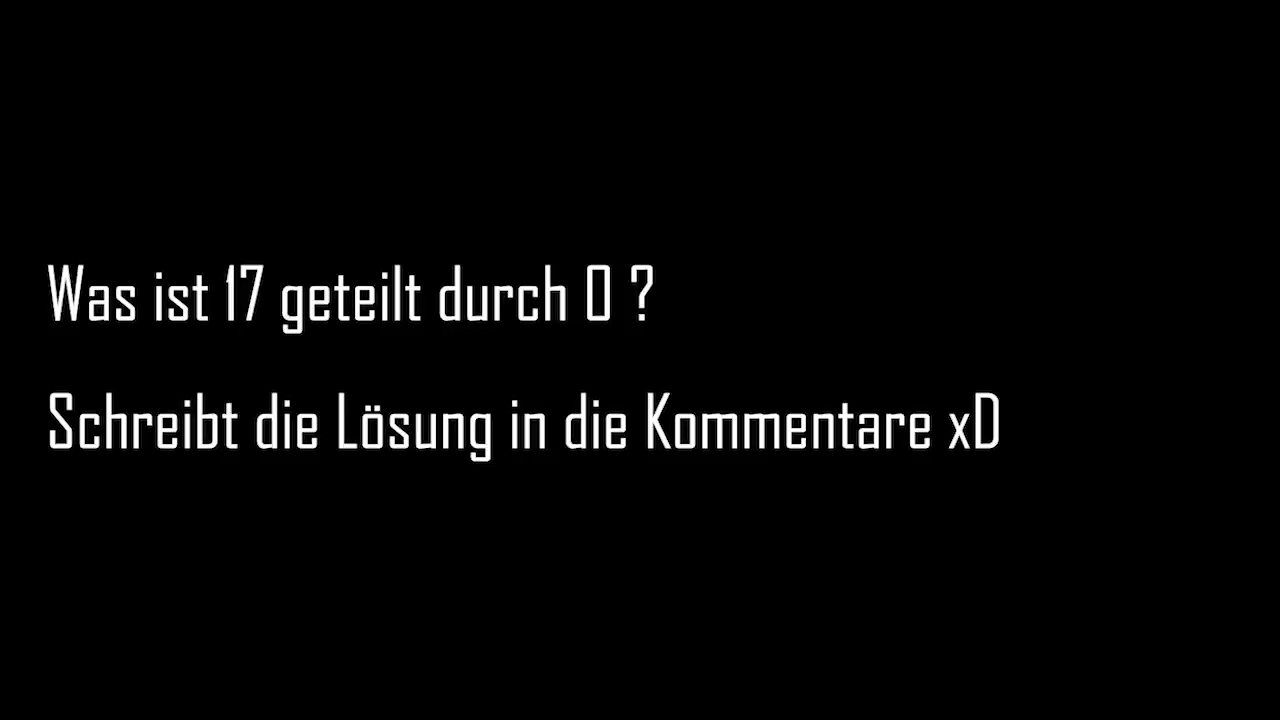 Was ist 17 geteilt durch 0 ?
Schreibt die Lösung in die Kommentare xD